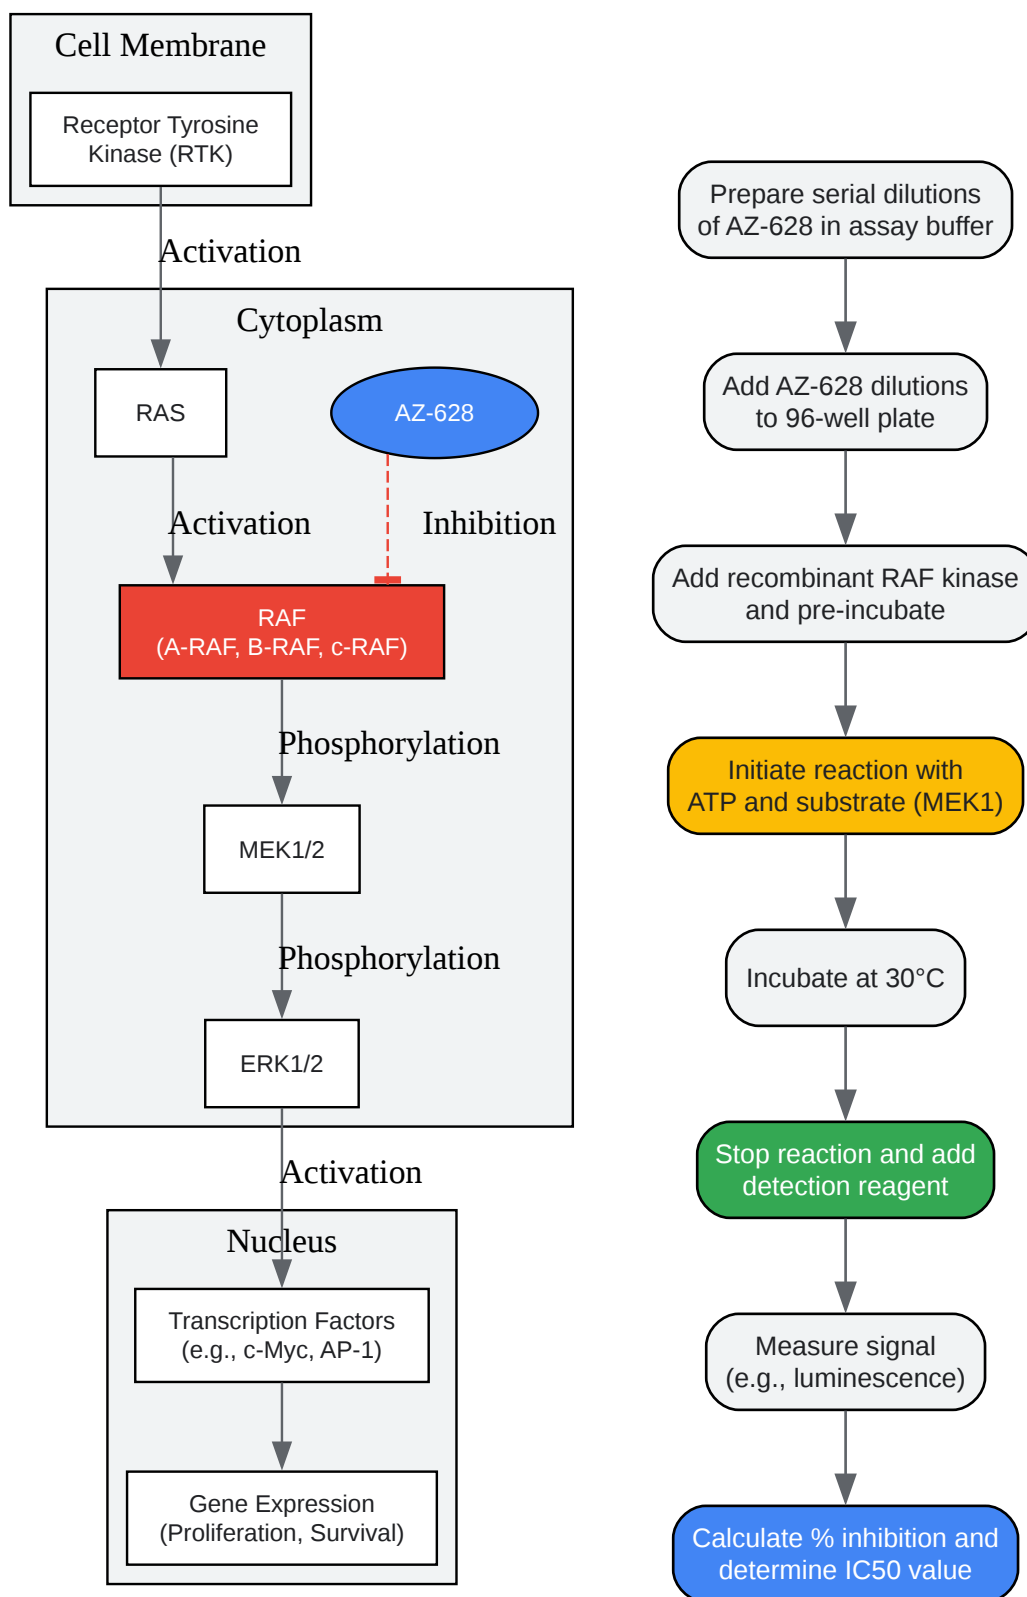 Cell Membrane
Receptor Tyrosine
Kinase (RTK)
Activation
Cytoplasm
RAS
AZ-628
Activation
Inhibition
RAF
(A-RAF, B-RAF, c-RAF)
Phosphorylation
MEK1/2
Phosphorylation
ERK1/2
Activation
Nucleus
Transcription Factors
(e.g., c-Myc, AP-1)
Gene Expression
(Proliferation, Survival)
Prepare serial dilutions
of AZ-628 in assay buffer
Add AZ-628 dilutions
to 96-well plate
Add recombinant RAF kinase
and pre-incubate
Initiate reaction with
ATP and substrate (MEK1)
Incubate at 30°C
Stop reaction and add
detection reagent
Measure signal
(e.g., luminescence)
Calculate % inhibition and
determine IC50 value